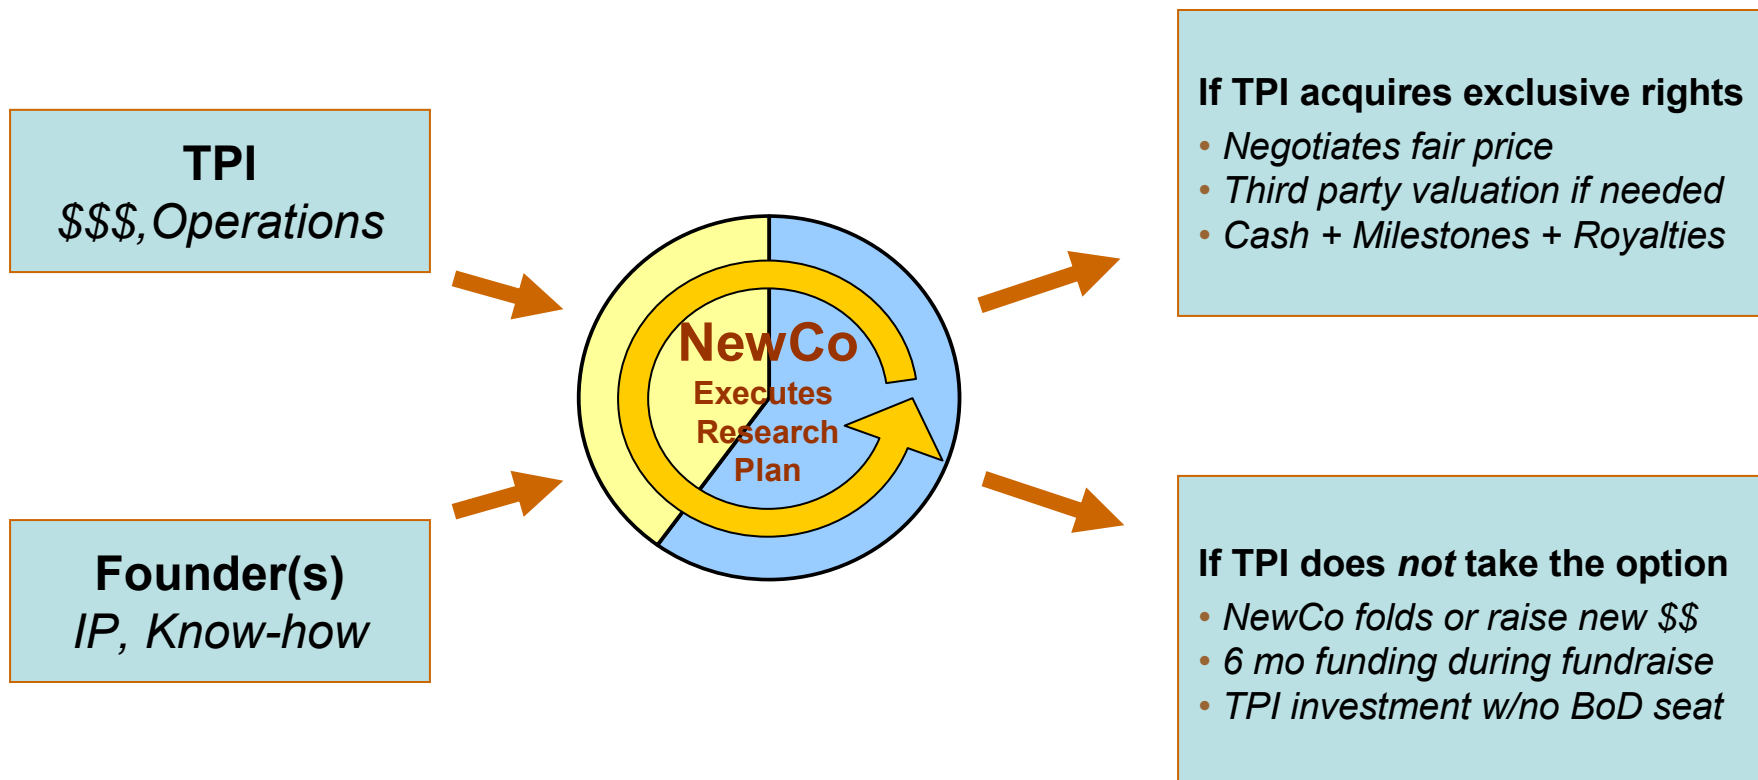 TPI
$$$,Operations
Founder(s)
IP, Know-how
NewCo
Executes
Research
Plan
If TPI acquires exclusive rights
• Negotiates fair price
• Third party valuation if needed
• Cash + Milestones + Royalties
If TPI does not take the option
• NewCo folds or raise new $$
• 6 mo funding during fundraise
• TPI investment w/no BoD seat